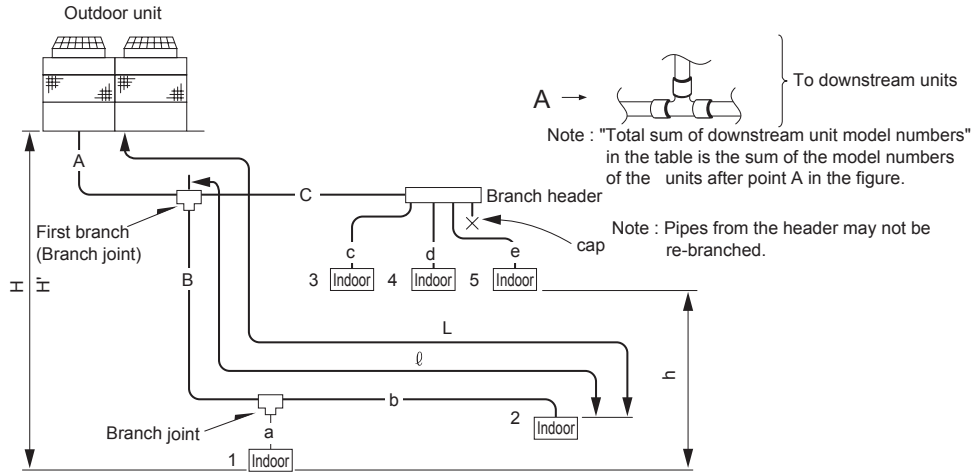 Outdoor unit
A
To downstream units
Note : "Total sum of downstream unit model numbers"
in the table is the sum of the model numbers
of the units after point A in the figure.
A
C
Branch header
First branch
(Branch joint)
cap
Note : Pipes from the header may not be
re-branched.
c
d
e
B
3 Indoor
4 Indoor
5 Indoor
H
H'
L
ℓ
h
b
2 Indoor
Branch joint
a
1 Indoor